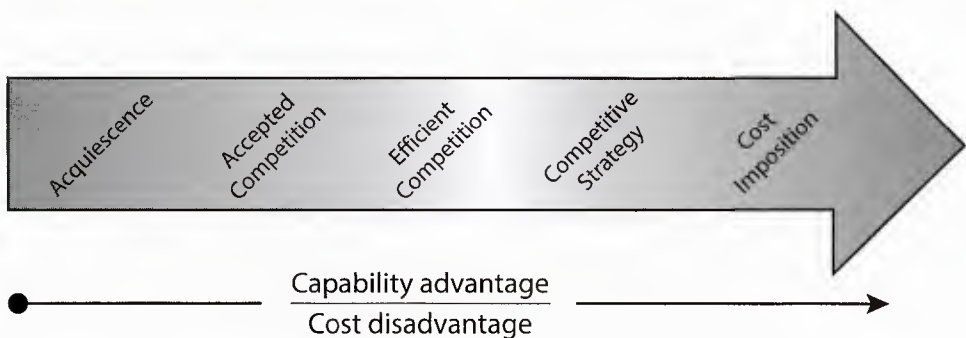 Acquiescence
Accepted
Competition
Efficient
Competition
Competitive
Strategy
Cost
Imposition
Capability advantage
Cost disadvantage